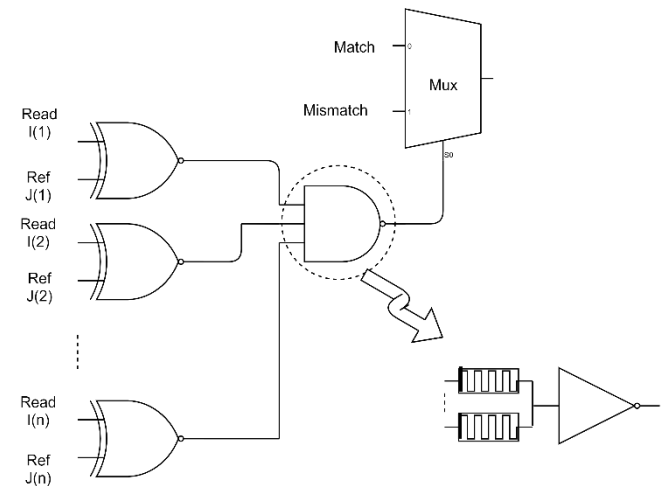 Match
0
Mux
Mismatch
1
S0
Read
I(1)
Ref
J(1)
Read
I(2)
Ref
J(2)
Read
I(n)
Ref
J(n)